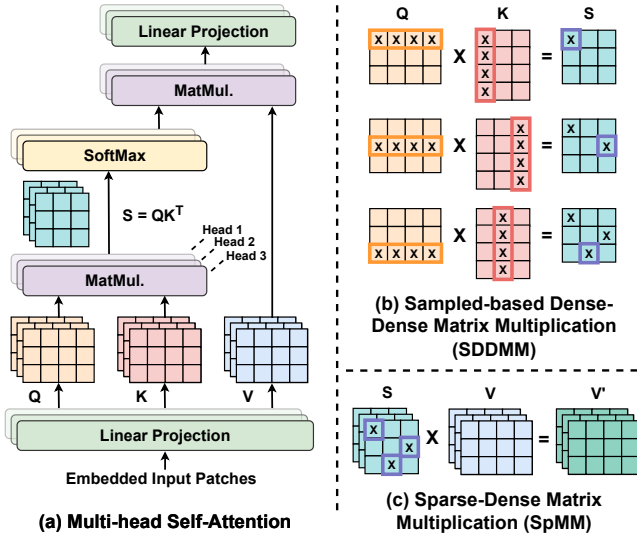 Linear Projection
MatMul.
SoftMax
S = QKᵀ
Head 1
Head 2
Head 3
MatMul.
Q K V
Linear Projection
Embedded Input Patches
(a) Multi-head Self-Attention
Q K S
x x x x X x = x
x
x
x
x
x x x x X x = x
x
x
x
x x x x X x = x
x
x
x
x
x
(b) Sampled-based Dense-
Dense Matrix Multiplication
(SDDMM)
S V V'
x x x X =
(c) Sparse-Dense Matrix
Multiplication (SpMM)